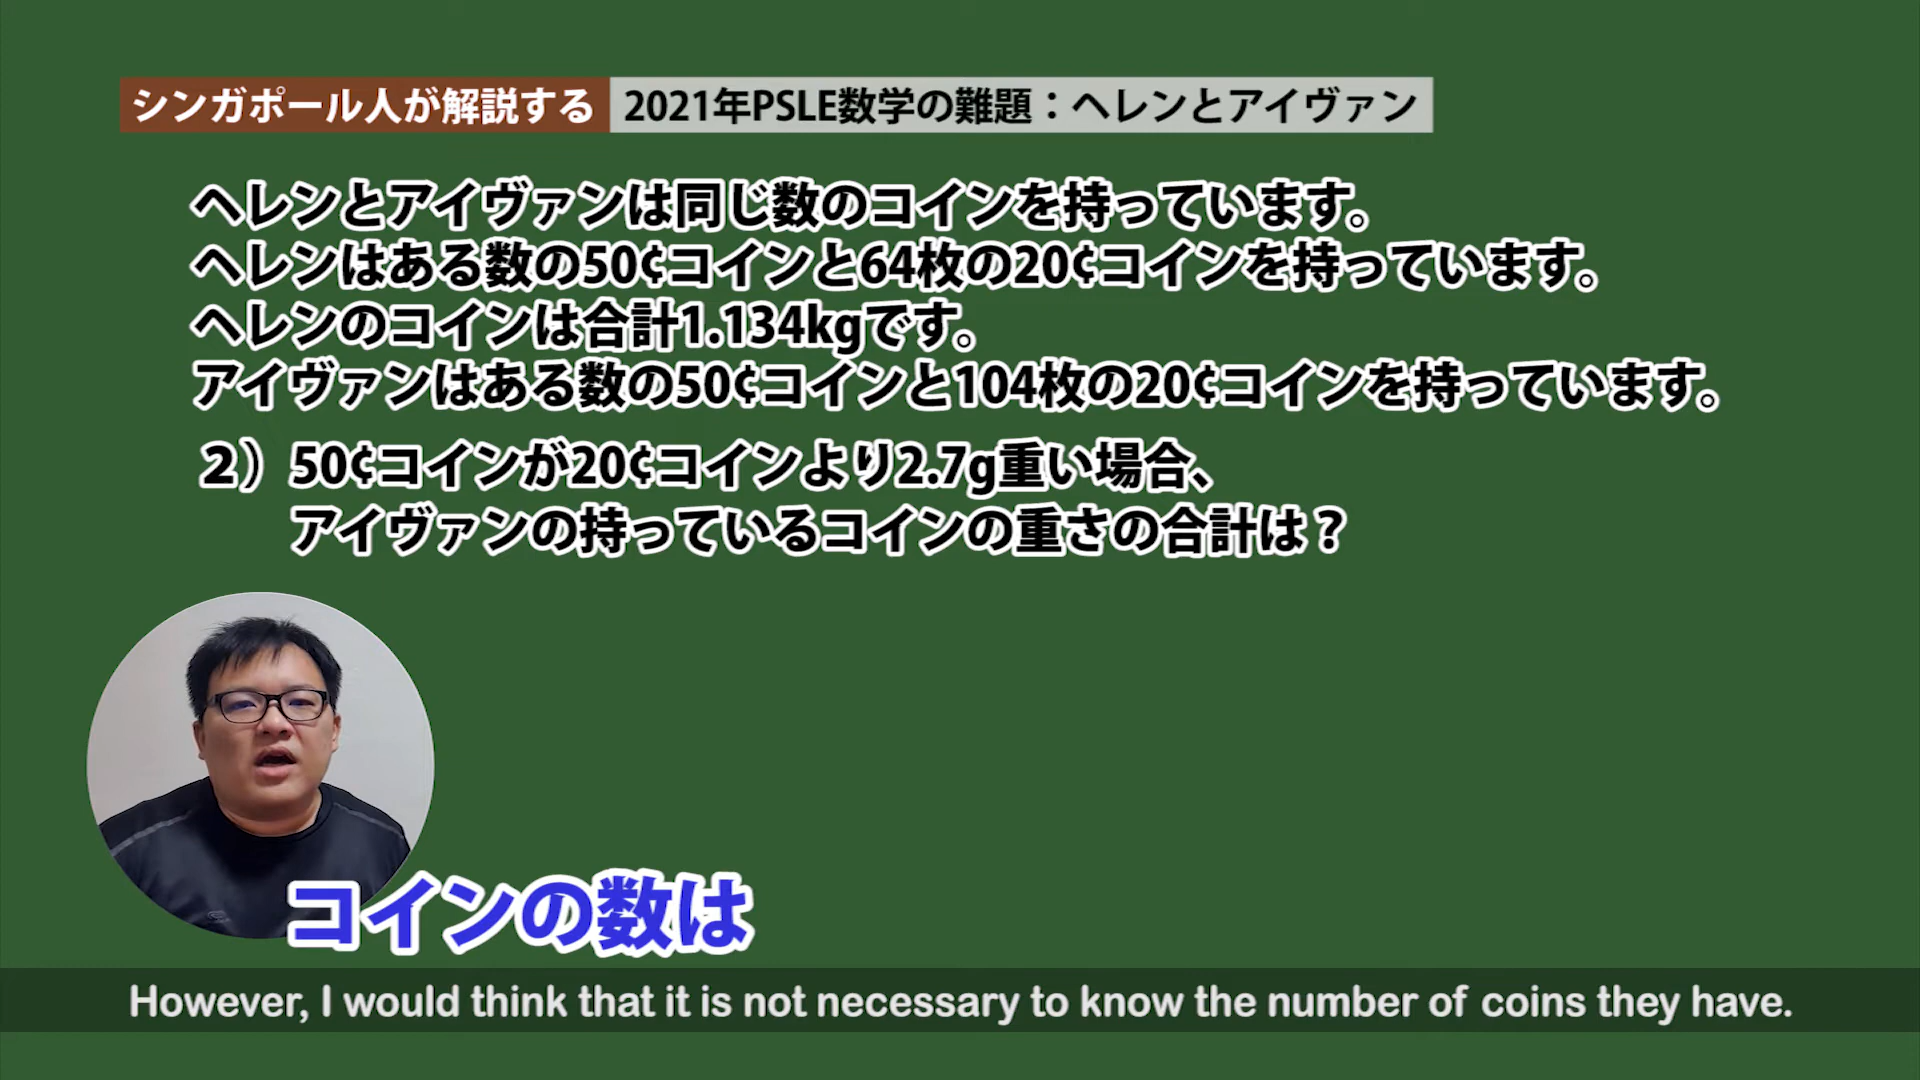 シンガポール人が解説する 2021年PSLE数学の難題：ヘレンとアイヴァン
ヘレンとアイヴァンは同じ数のコインを持っています。
ヘレンはある数の50¢コインと64枚の20¢コインを持っています。
ヘレンのコインは合計1.134kgです。
アイヴァンはある数の50¢コインと104枚の20¢コインを持っています。
２）50¢コインが20¢コインより2.7g重い場合、
アイヴァンの持っているコインの重さの合計は？
コインの数は
However, I would think that it is not necessary to know the number of coins they have.